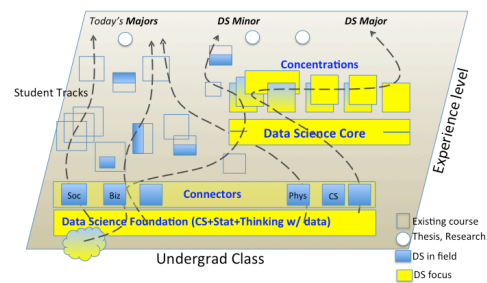 Today's Majors
DS Minor
DS Major
Concentrations
Student Tracks
Experience level
Data Science Core
Soc
Biz
Connectors
Phys
CS
Data Science Foundation (CS+Stat+Thinking w/ data)
Undergrad Class
Existing course
Thesis, Research
DS in field
DS focus